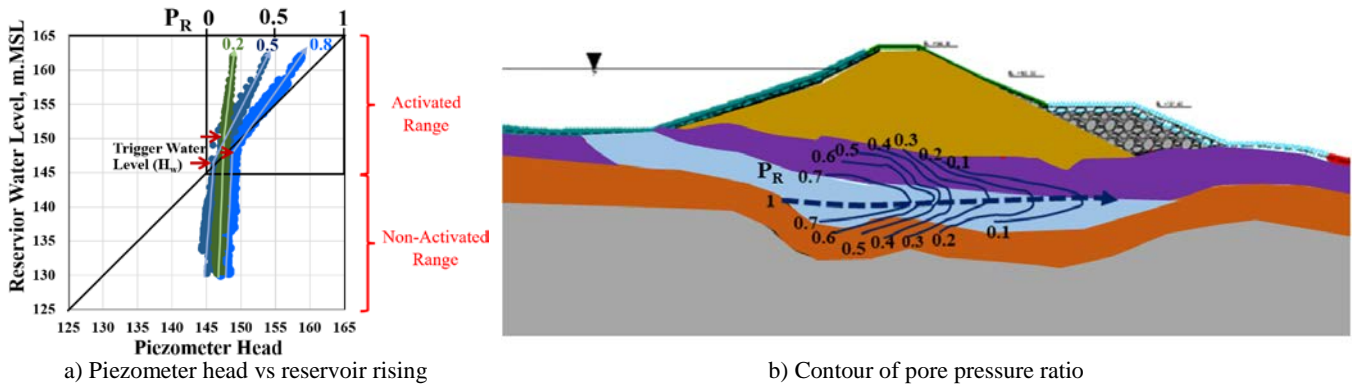 P_R 0 0.5 1
165
160
155
150
145
140
135
130
125
Reservior Water Level, m.MSL
0.2 0.5 0.8
Trigger Water
Level (H_w)
Activated
Range
Non-Activated
Range
125 130 135 140 145 150 155 160 165
Piezometer Head
a) Piezometer head vs reservoir rising
0.3
0.4 0.2
0.5 0.1
0.6
0.7
P_R
1
0.7
0.6
0.5 0.4 0.3 0.2 0.1
b) Contour of pore pressure ratio